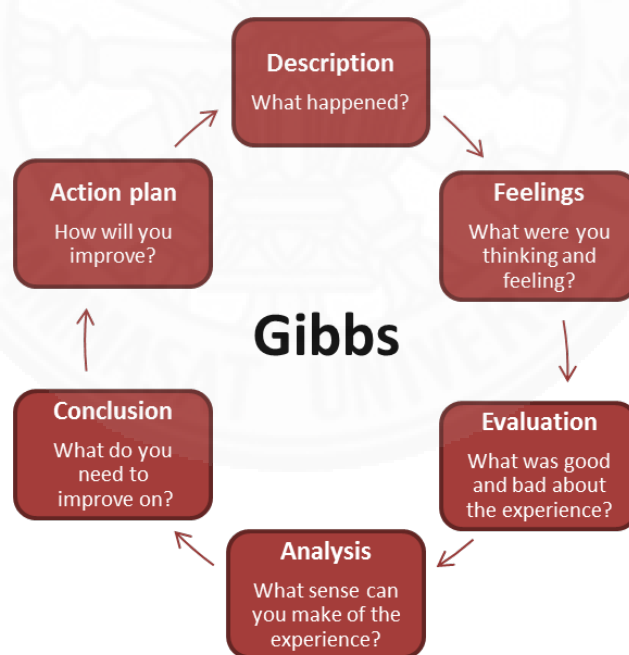 Description
What happened?
Feelings
What were you
thinking and
feeling?
Evaluation
What was good
and bad about
the experience?
Analysis
What sense can
you make of the
experience?
Conclusion
What do you
need to
improve on?
Action plan
How will you
improve?
Gibbs